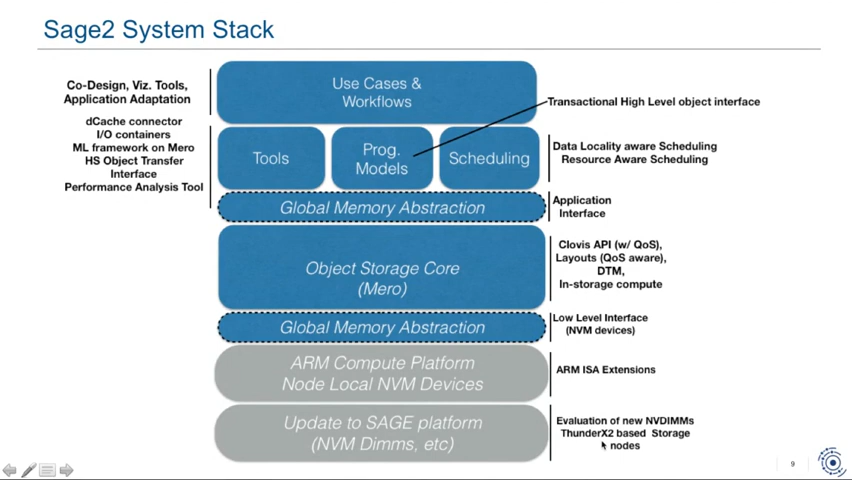 Sage2 System Stack
Co-Design, Viz. Tools,
Application Adaptation
Use Cases &
Workflows
Transactional High Level object interface
dCache connector
I/O containers
ML framework on Mero
HS Object Transfer
Interface
Performance Analysis Tool
Tools
Prog.
Models
Scheduling
Data Locality aware Scheduling
Resource Aware Scheduling
Global Memory Abstraction
Application
Interface
Object Storage Core
(Mero)
Clovis API (w/ QoS),
Layouts (QoS aware),
DTM,
In-storage compute
Global Memory Abstraction
Low Level Interface
(NVM devices)
ARM Compute Platform
Node Local NVM Devices
ARM ISA Extensions
Update to SAGE platform
(NVM Dimms, etc)
Evaluation of new NVDIMMs
ThunderX2 based Storage
nodes
9